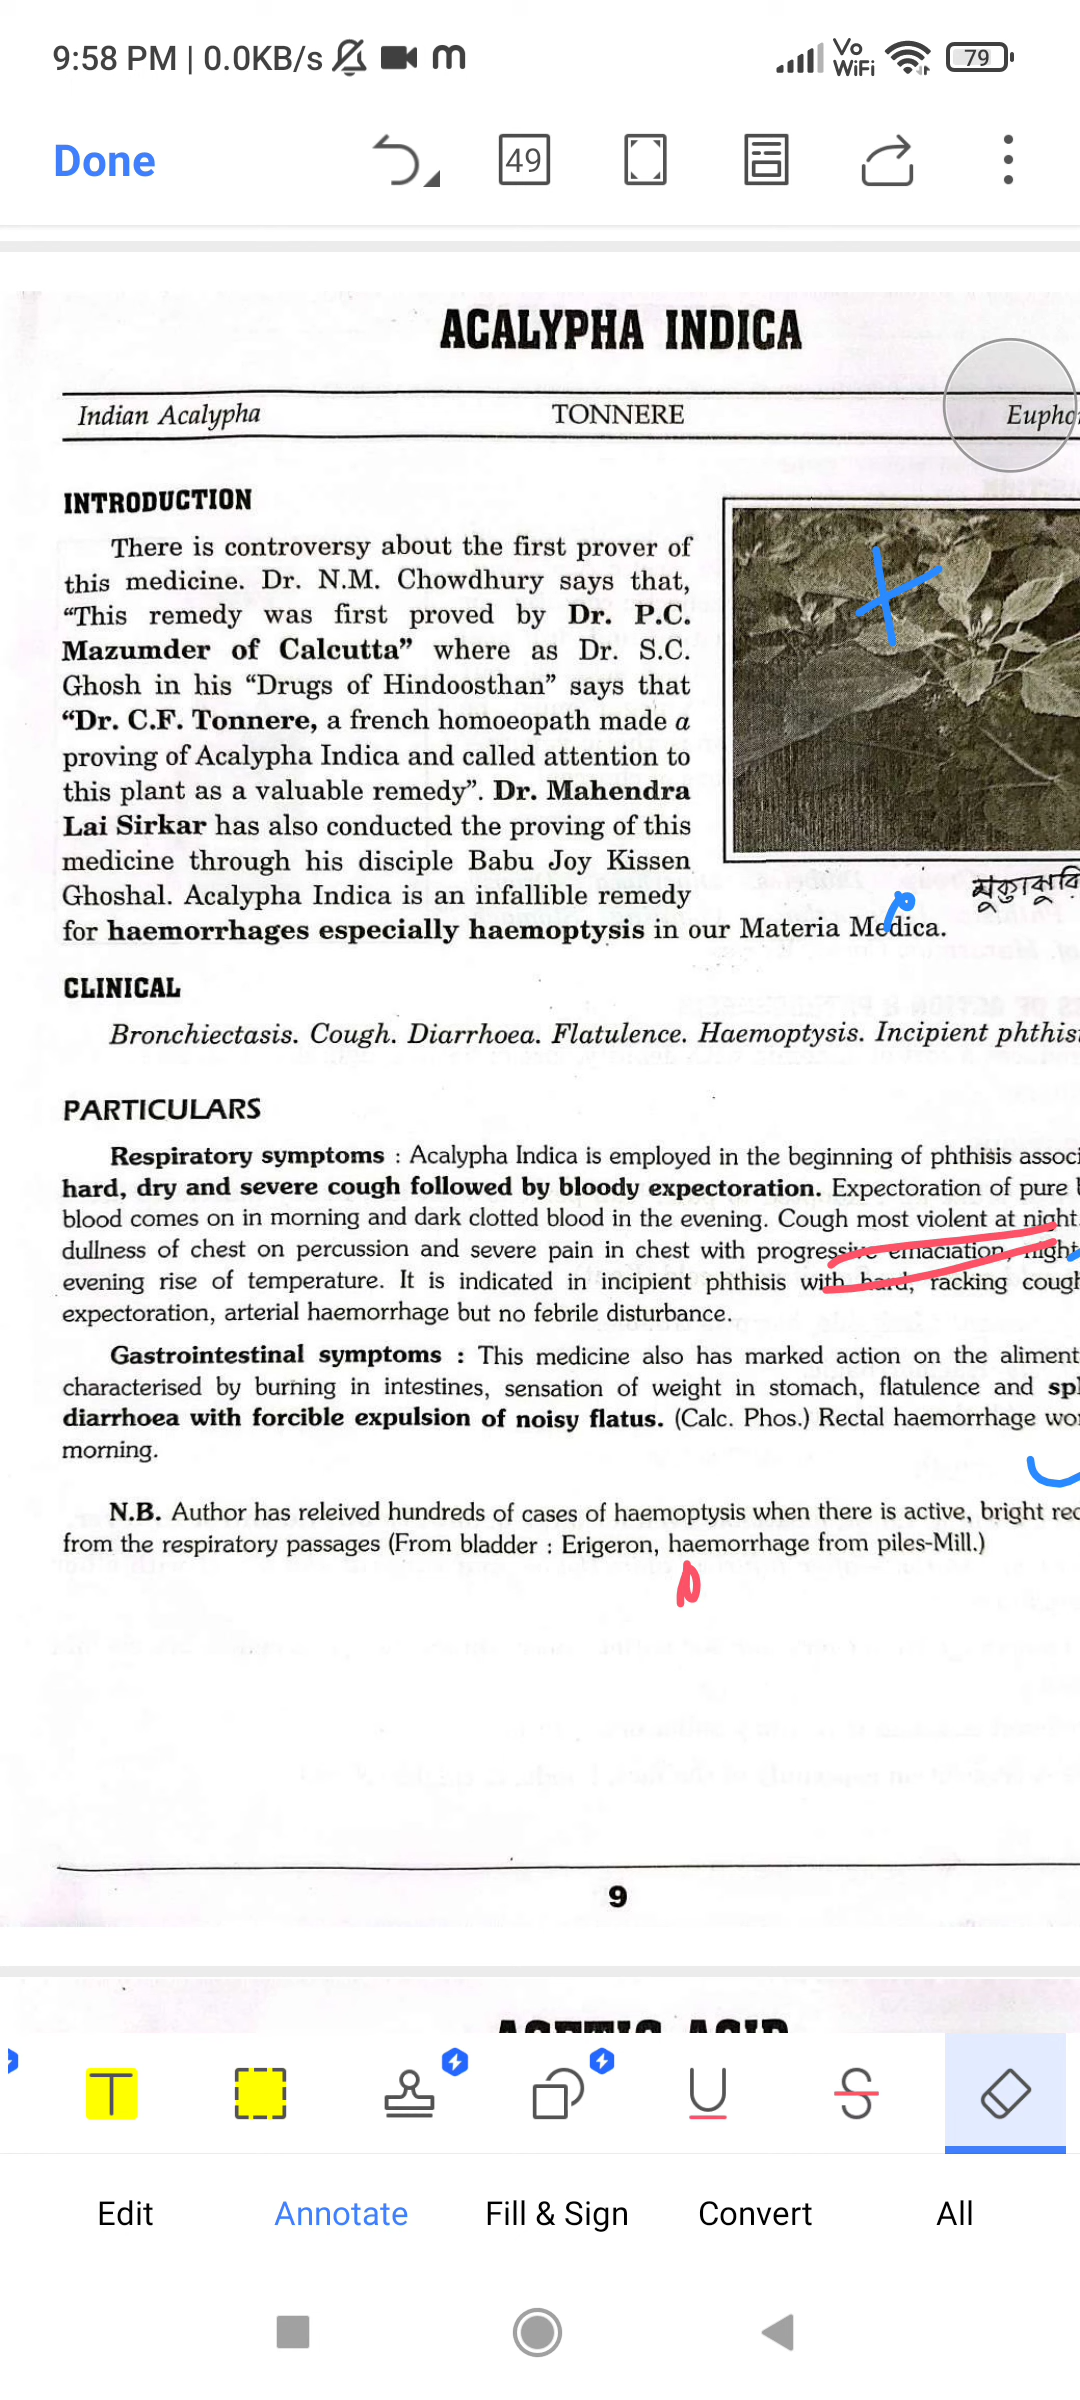 9:58 PM | 0.0KB/s m Vo WiFi 79
Done 49
ACALYPHA INDICA
Indian Acalypha TONNERE
INTRODUCTION
There is controversy about the first prover of
this medicine. Dr. N.M. Chowdhury says that,
“This remedy was first proved by Dr. P.C.
Mazumder of Calcutta” where as Dr. S.C.
Ghosh in his “Drugs of Hindoosthan” says that
“Dr. C.F. Tonnere, a french homoeopath made a
proving of Acalypha Indica and called attention to
this plant as a valuable remedy”. Dr. Mahendra
Lai Sirkar has also conducted the proving of this
medicine through his disciple Babu Joy Kissen
Ghoshal. Acalypha Indica is an infallible remedy
for haemorrhages especially haemoptysis in our Materia Medica.
CLINICAL
Bronchiectasis. Cough. Diarrhoea. Flatulence. Haemoptysis. Incipient phthis
PARTICULARS
Respiratory symptoms : Acalypha Indica is employed in the beginning of phthisis associ
hard, dry and severe cough followed by bloody expectoration. Expectoration of pure
blood comes on in morning and dark clotted blood in the evening. Cough most violent at night.
dullness of chest on percussion and severe pain in chest with progressive emaciation, night
evening rise of temperature. It is indicated in incipient phthisis with hard, racking cough
expectoration, arterial haemorrhage but no febrile disturbance.
Gastrointestinal symptoms : This medicine also has marked action on the aliment
characterised by burning in intestines, sensation of weight in stomach, flatulence and
diarrhoea with forcible expulsion of noisy flatus. (Calc. Phos.) Rectal haemorrhage
morning.
N.B. Author has releived hundreds of cases of haemoptysis when there is active, bright
from the respiratory passages (From bladder : Erigeron, haemorrhage from piles-Mill.)
9
ACETIC ACID
T U S
Edit Annotate Fill & Sign Convert All